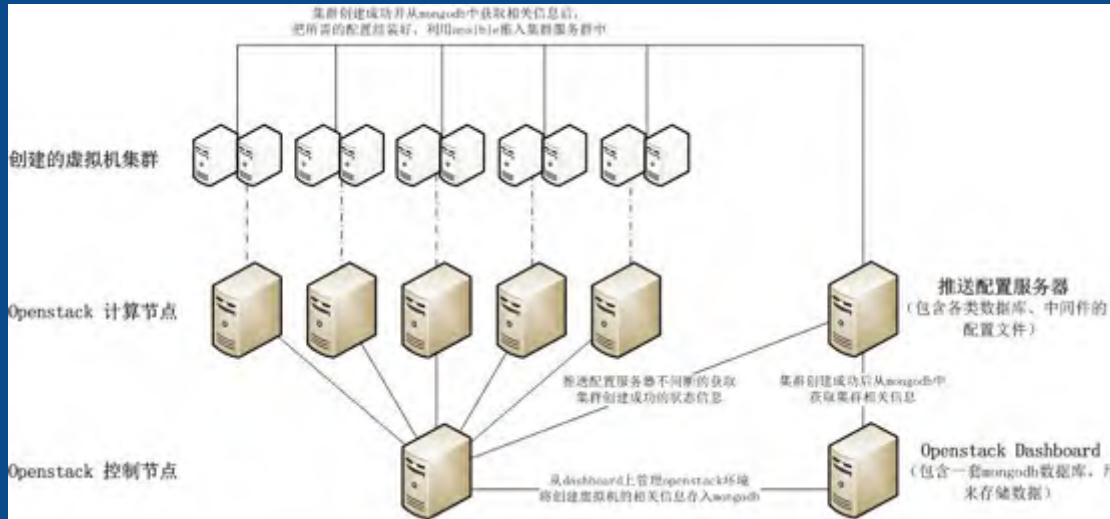 集群创建成功并从mongodb中获取相关信息后，
把所需的配置组装好，利用ansible推入集群服务群中
创建的虚拟机集群
Openstack 计算节点
推送配置服务器
（包含各类数据库、中间件的
配置文件）
推送配置服务器不间断的获取
集群创建成功的状态信息
集群创建成功后从mongodb中
获取集群相关信息
Openstack 控制节点
从dashboard上管理openstack环境
将创建虚拟机的相关信息存入mongodb
Openstack Dashboard
（包含一套mongodb数据库，用
来存储数据）